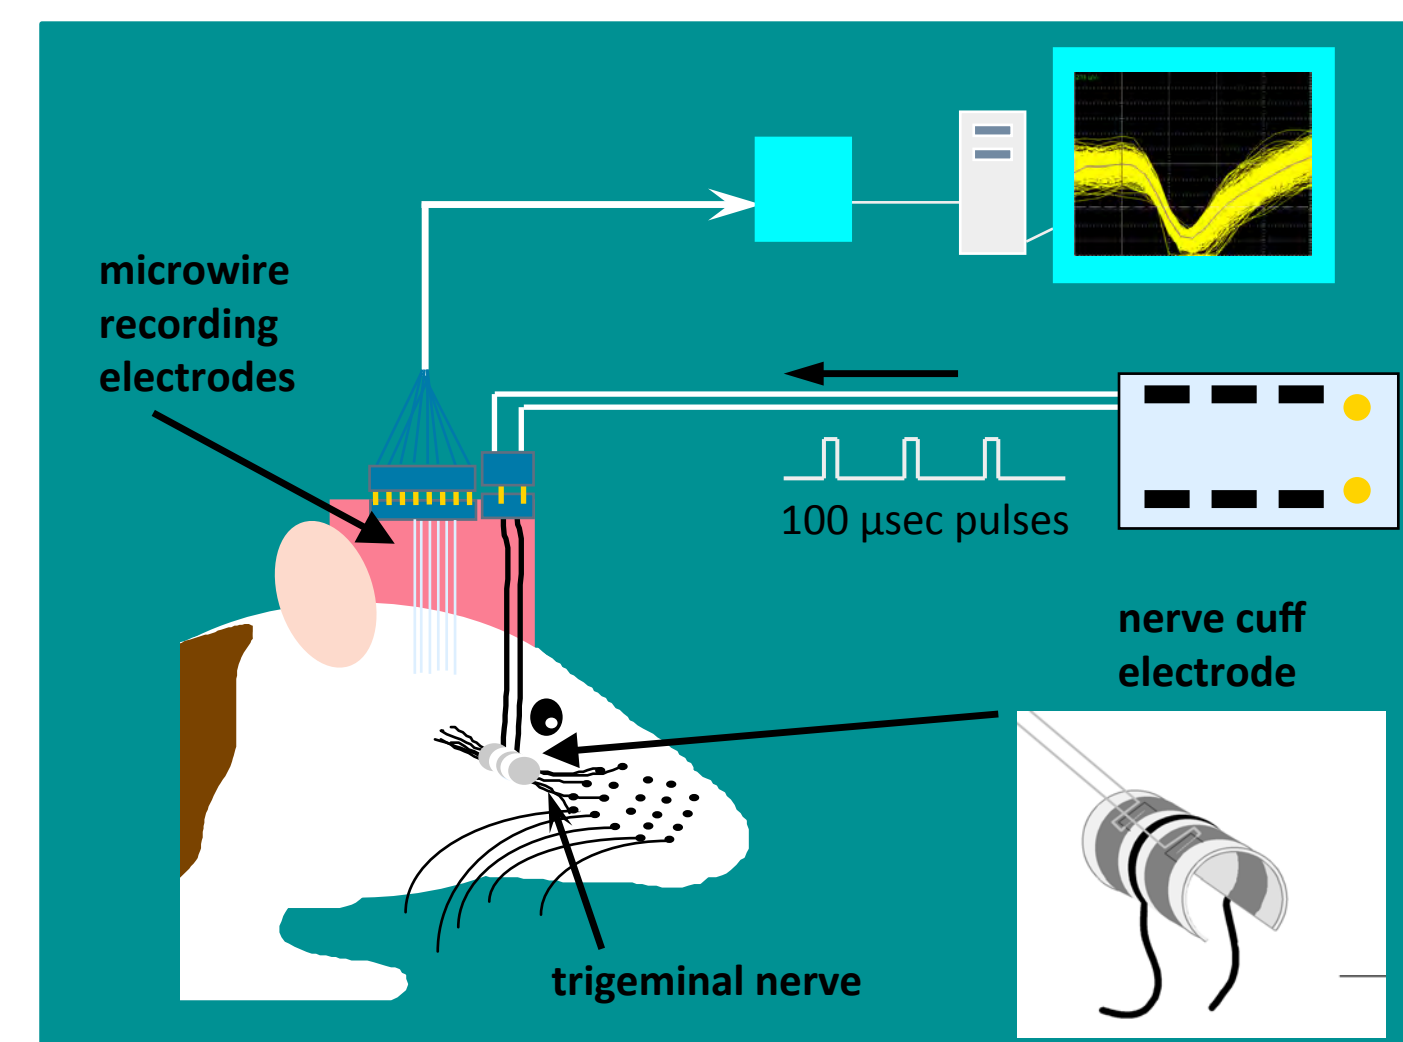 microwire
recording
electrodes
100 µsec pulses
nerve cuff
electrode
trigeminal nerve